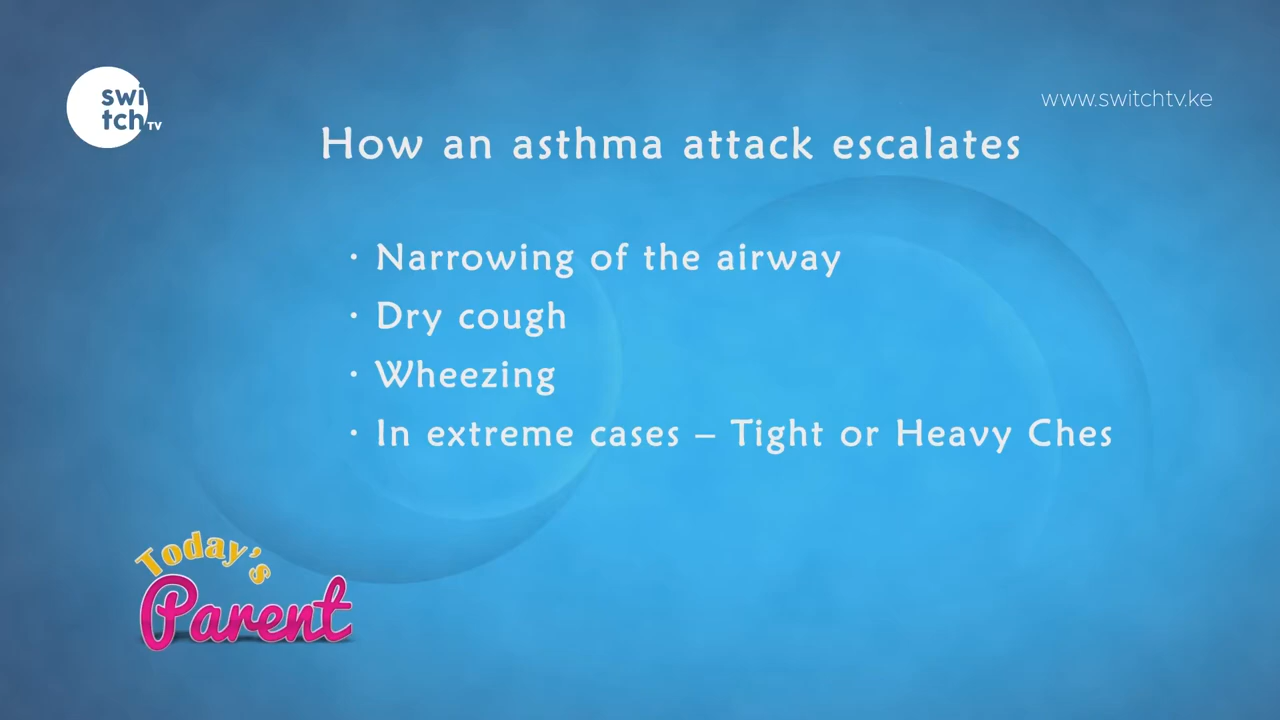 swi
tch TV
www.switchtv.ke
How an asthma attack escalates
· Narrowing of the airway
· Dry cough
· Wheezing
· In extreme cases – Tight or Heavy Ches
Today's
Parent